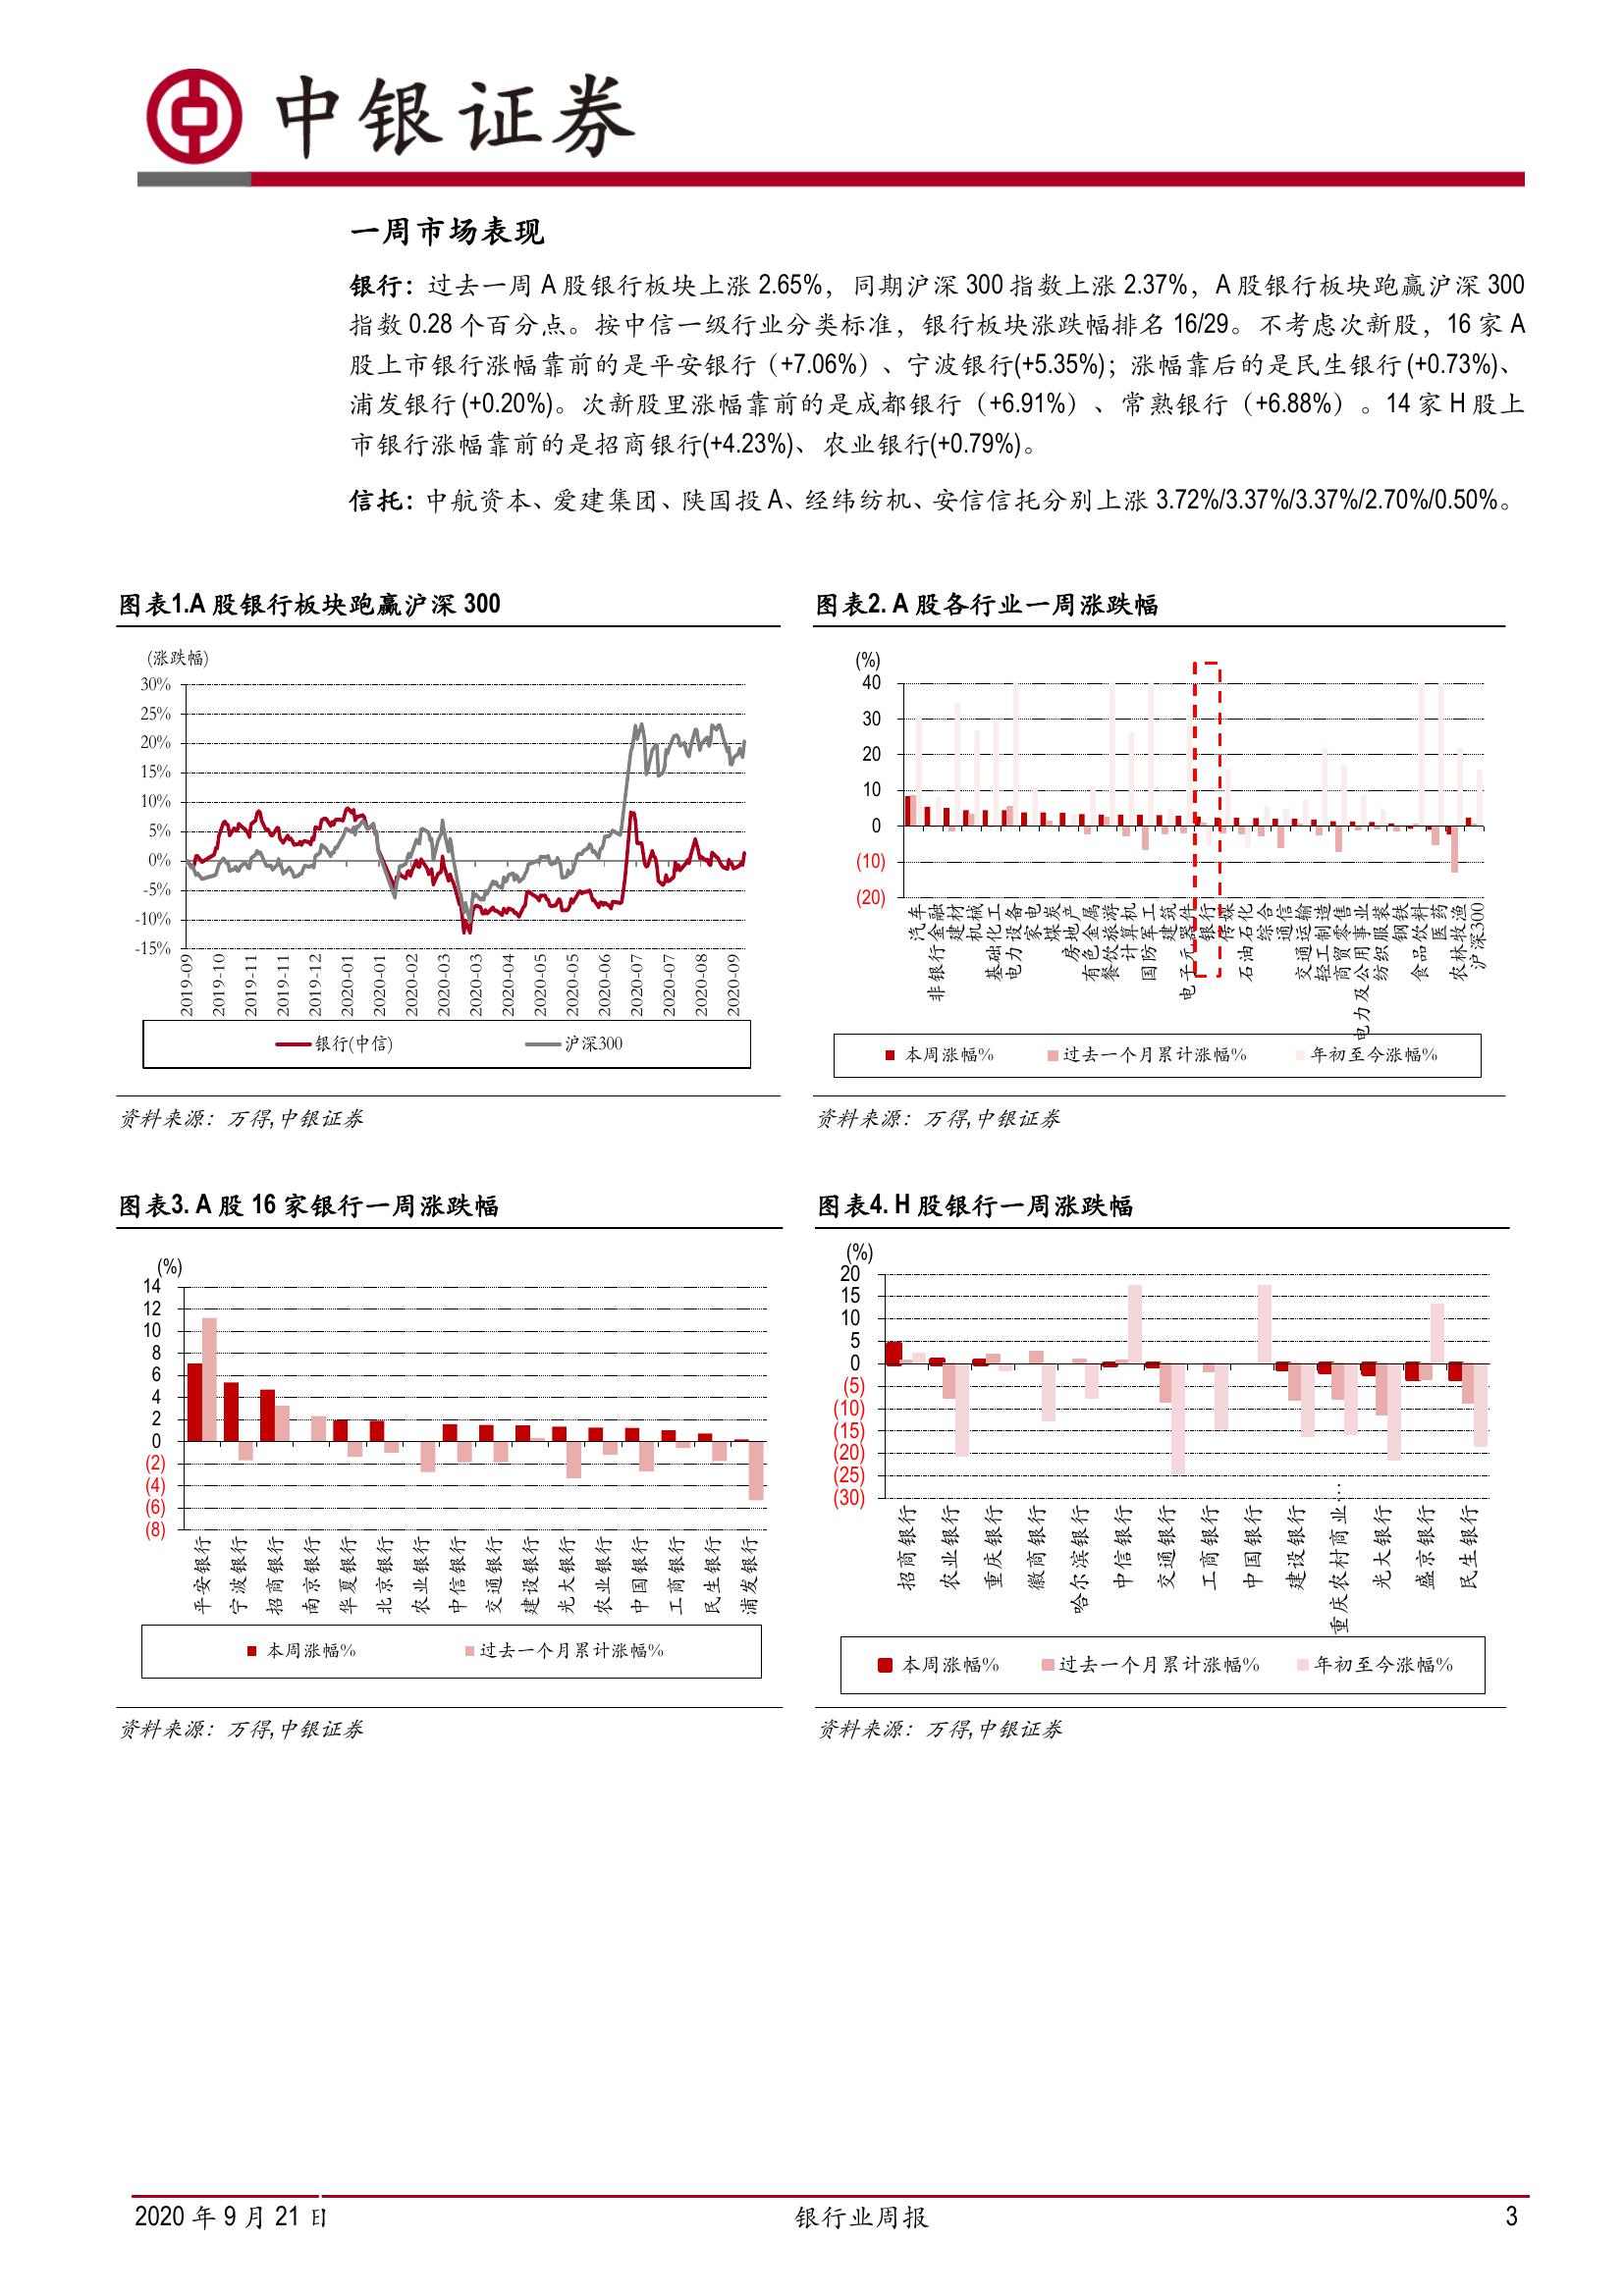 中银证券
一周市场表现
银行：过去一周 A 股银行板块上涨 2.65%，同期沪深 300 指数上涨 2.37%，A 股银行板块跑赢沪深 300
指数 0.28 个百分点。按中信一级行业分类标准，银行板块涨跌幅排名 16/29。不考虑次新股，16 家 A
股上市银行涨幅靠前的是平安银行（+7.06%）、宁波银行(+5.35%)；涨幅靠后的是民生银行 (+0.73%)、
浦发银行 (+0.20%)。次新股里涨幅靠前的是成都银行（+6.91%）、常熟银行（+6.88%）。14 家 H 股上
市银行涨幅靠前的是招商银行(+4.23%)、农业银行(+0.79%)。
信托：中航资本、爱建集团、陕国投 A、经纬纺机、安信信托分别上涨 3.72%/3.37%/3.37%/2.70%/0.50%。
图表1.A 股银行板块跑赢沪深 300
(涨跌幅)
30%
25%
20%
15%
10%
5%
0%
-5%
-10%
-15%
2019-09
2019-10
2019-11
2019-11
2019-12
2020-01
2020-01
2020-02
2020-03
2020-03
2020-04
2020-05
2020-05
2020-06
2020-07
2020-07
2020-08
2020-09
银行(中信)
沪深300
资料来源：万得,中银证券
图表2. A 股各行业一周涨跌幅
(%)
40
30
20
10
0
(10)
(20)
汽车
非银行金融
建材
机械
基础化工
电力设备
家电
煤炭
房地产
有色金属
餐饮旅游
计算机
国防军工
建筑
电子元器件
银行
传媒
石油石化
综合
通信
交通运输
轻工制造
商贸零售
电力及公用事业
纺织服装
钢铁
食品饮料
医药
农林牧渔
沪深300
本周涨幅%
过去一个月累计涨幅%
年初至今涨幅%
资料来源：万得,中银证券
图表3. A 股 16 家银行一周涨跌幅
(%)
14
12
10
8
6
4
2
0
(2)
(4)
(6)
(8)
平安银行
宁波银行
招商银行
南京银行
华夏银行
北京银行
农业银行
中信银行
交通银行
建设银行
光大银行
农业银行
中国银行
工商银行
民生银行
浦发银行
本周涨幅%
过去一个月累计涨幅%
资料来源：万得,中银证券
图表4. H 股银行一周涨跌幅
(%)
20
15
10
5
0
(5)
(10)
(15)
(20)
(25)
(30)
招商银行
农业银行
重庆银行
徽商银行
哈尔滨银行
中信银行
交通银行
工商银行
中国银行
建设银行
重庆农村商业…
光大银行
盛京银行
民生银行
本周涨幅%
过去一个月累计涨幅%
年初至今涨幅%
资料来源：万得,中银证券
2020 年 9 月 21 日
银行业周报
3